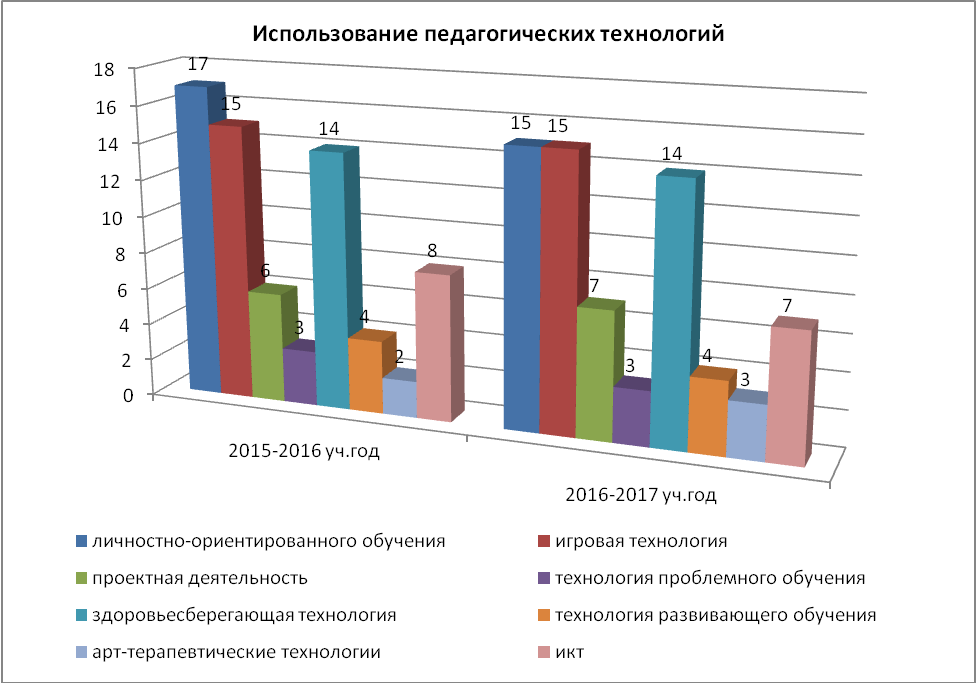 Использование педагогических технологий
18
16
14
12
10
8
6
4
2
0
17
15
6
3
14
4
2
8
15
15
7
3
14
4
3
7
2015-2016 уч.год
2016-2017 уч.год
личностно-ориентированного обучения
игровая технология
проектная деятельность
технология проблемного обучения
здоровьесберегающая технология
технология развивающего обучения
арт-терапевтические технологии
икт